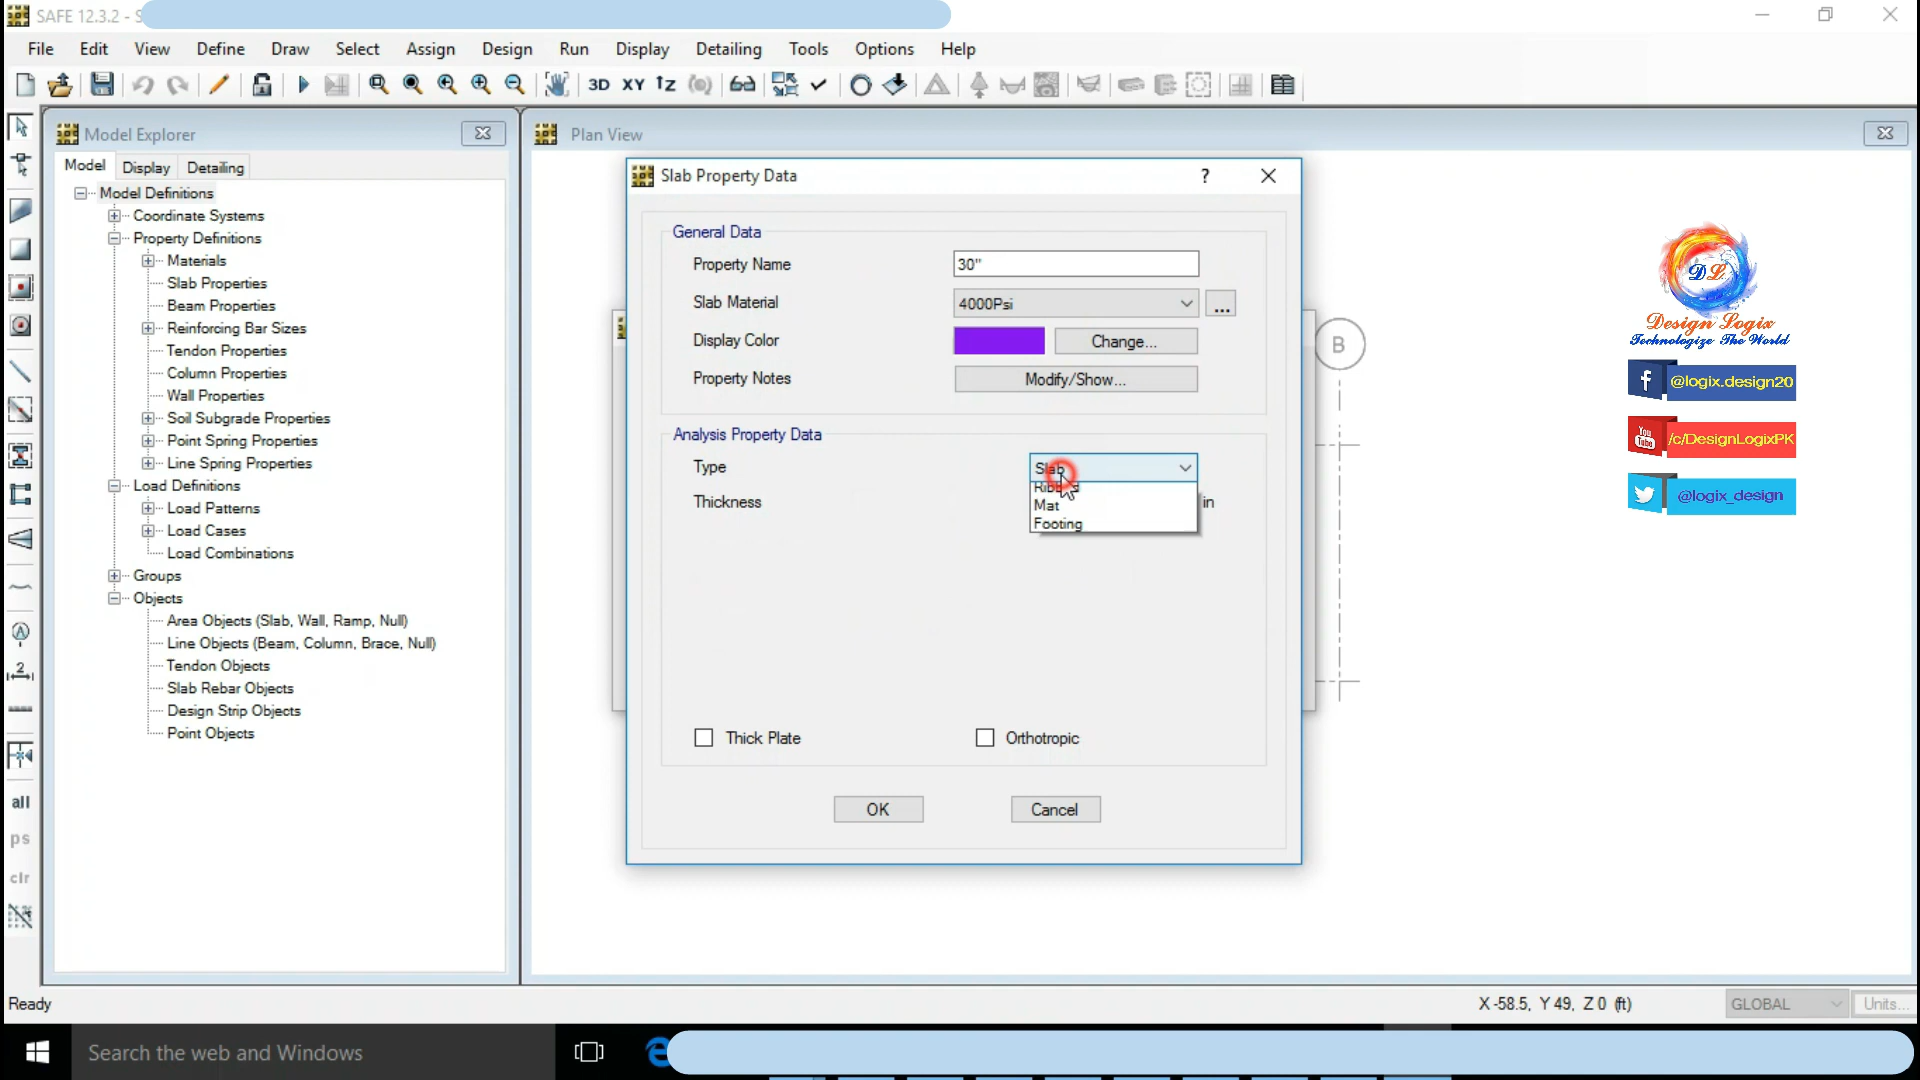 SAFE 12.3.2 -
File Edit View Define Draw Select Assign Design Run Display Detailing Tools Options Help
3D XY
Model Explorer
Model Display Detailing
Model Definitions
Coordinate Systems
Property Definitions
Materials
Slab Properties
Beam Properties
Reinforcing Bar Sizes
Tendon Properties
Column Properties
Wall Properties
Soil Subgrade Properties
Point Spring Properties
Line Spring Properties
Load Definitions
Load Patterns
Load Cases
Load Combinations
Groups
Objects
Area Objects (Slab, Wall, Ramp, Null)
Line Objects (Beam, Column, Brace, Null)
Tendon Objects
Slab Rebar Objects
Design Strip Objects
Point Objects
all
ps
clr
Plan View
Slab Property Data ?
General Data
Property Name 30"
Slab Material 4000Psi ...
Display Color Change...
Property Notes Modify/Show...
Analysis Property Data
Type Slab
Thickness in
Mat
Footing
Thick Plate Orthotropic
OK Cancel
B
DL
Design Logix
Technologize The World
f @logix.design20
You Tube /c/DesignLogixPK
@logix_design
Ready X -58.5, Y 49, Z 0 (ft) GLOBAL Units...
Search the web and Windows